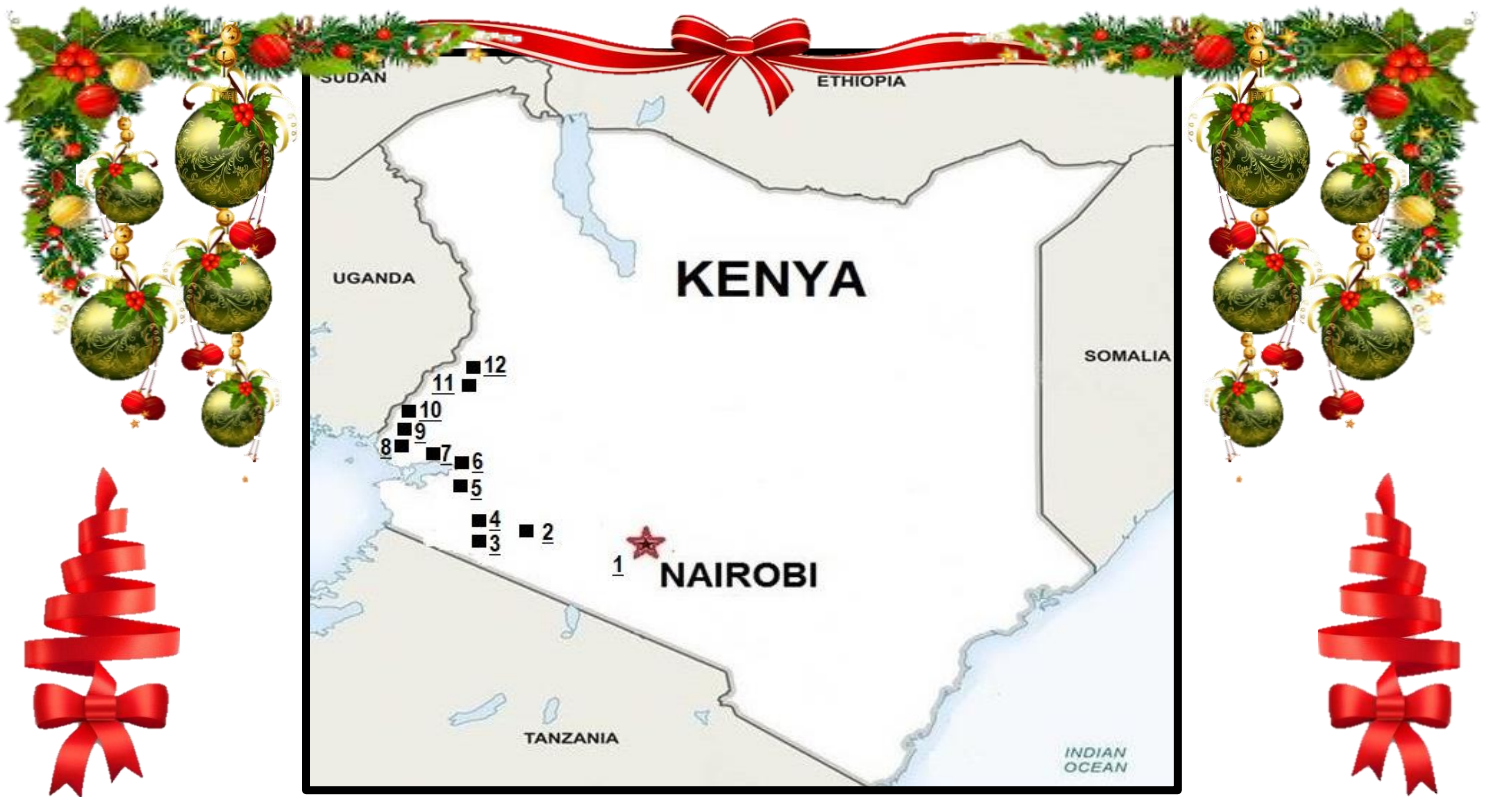 SUDAN
ETHIOPIA
KENYA
UGANDA
SOMALIA
12
11
10
9
8
7
6
5
4
2
3
1
NAIROBI
TANZANIA
INDIAN
OCEAN